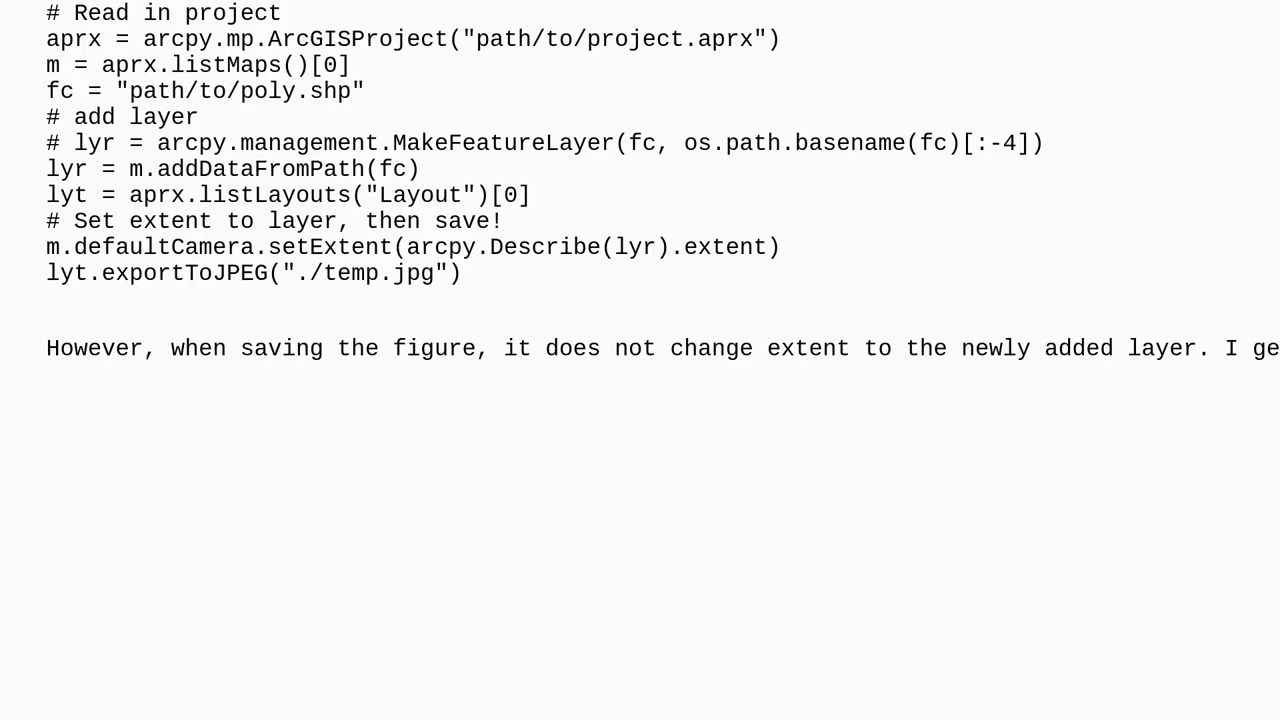 # Read in project
aprx = arcpy.mp.ArcGISProject("path/to/project.aprx")
m = aprx.listMaps()[0]
fc = "path/to/poly.shp"
# add layer
# lyr = arcpy.management.MakeFeatureLayer(fc, os.path.basename(fc)[:-4])
lyr = m.addDataFromPath(fc)
lyt = aprx.listLayouts("Layout")[0]
# Set extent to layer, then save!
m.defaultCamera.setExtent(arcpy.Describe(lyr).extent)
lyt.exportToJPEG("./temp.jpg")
However, when saving the figure, it does not change extent to the newly added layer. I ge